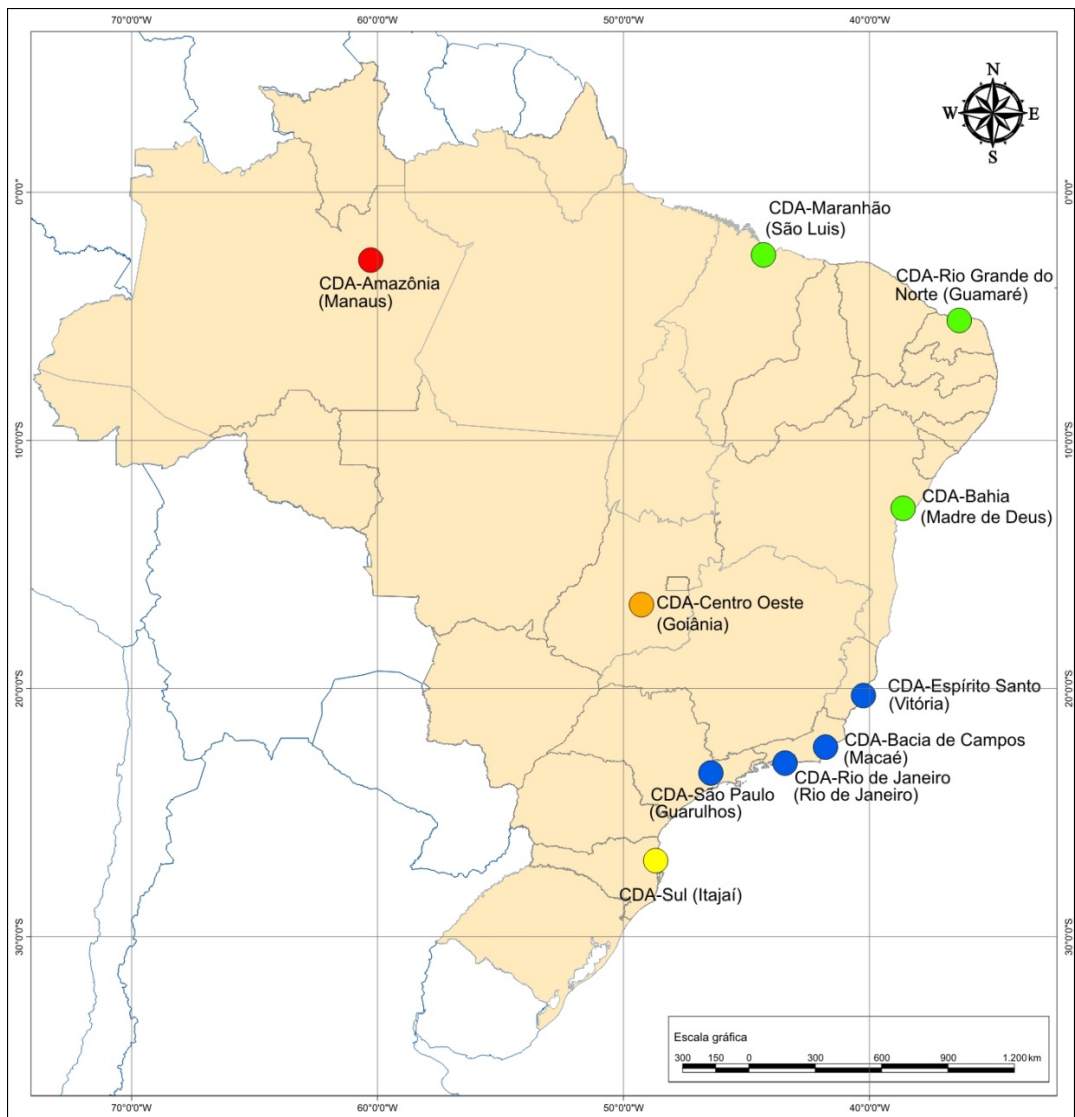 70°0'0"W
60°0'0"W
50°0'0"W
40°0'0"W
N
W
E
S
0°0'0"
0°0'0"
CDA-Maranhão
(São Luis)
CDA-Rio Grande do
Norte (Guamaré)
CDA-Amazônia
(Manaus)
10°0'0"S
10°0'0"S
CDA-Bahia
(Madre de Deus)
CDA-Centro Oeste
(Goiânia)
20°0'0"S
20°0'0"S
CDA-Espírito Santo
(Vitória)
CDA-Bacia de Campos
(Macaé)
CDA-Rio de Janeiro
(Rio de Janeiro)
CDA-São Paulo
(Guarulhos)
CDA-Sul (Itajaí)
30°0'0"S
30°0'0"S
Escala gráfica
300 150 0 300 600 900 1.200 km
70°0'0"W
60°0'0"W
50°0'0"W
40°0'0"W